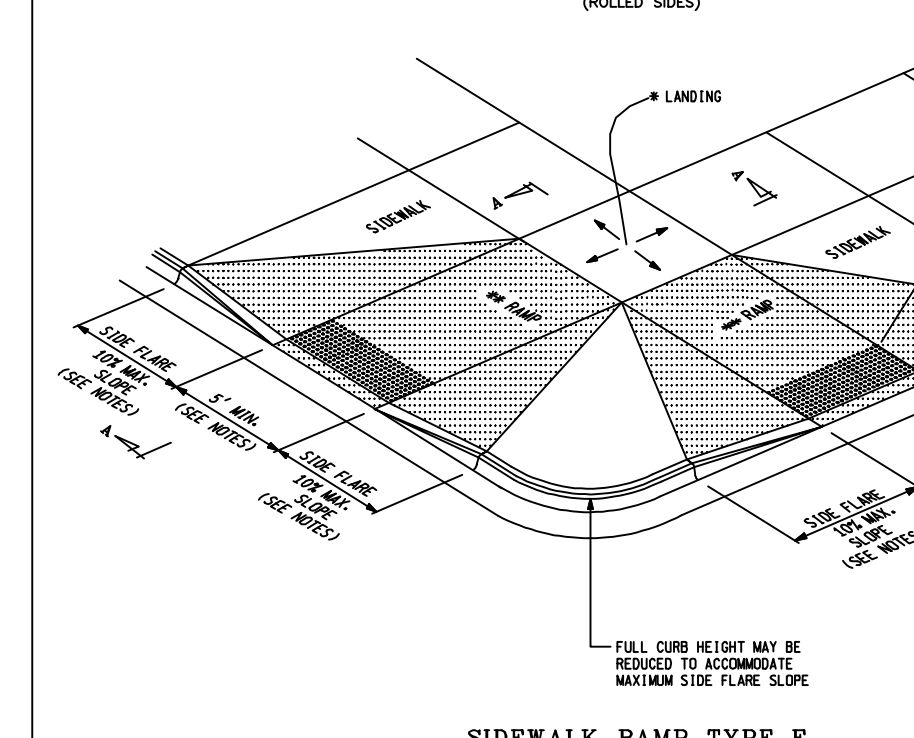 (ROLLED SIDES)
* LANDING
SIDEWALK
A
A
SIDEWALK
** RAMP
*** RAMP
SIDE FLARE
10% MAX.
SLOPE
(SEE NOTES)
5' MIN.
(SEE NOTES)
A
SIDE FLARE
10% MAX.
SLOPE
(SEE NOTES)
SIDE FLARE
10% MAX.
SLOPE
(SEE NOTES
FULL CURB HEIGHT MAY BE
REDUCED TO ACCOMMODATE
MAXIMUM SIDE FLARE SLOPE
SIDEWALK RAMP TYPE F